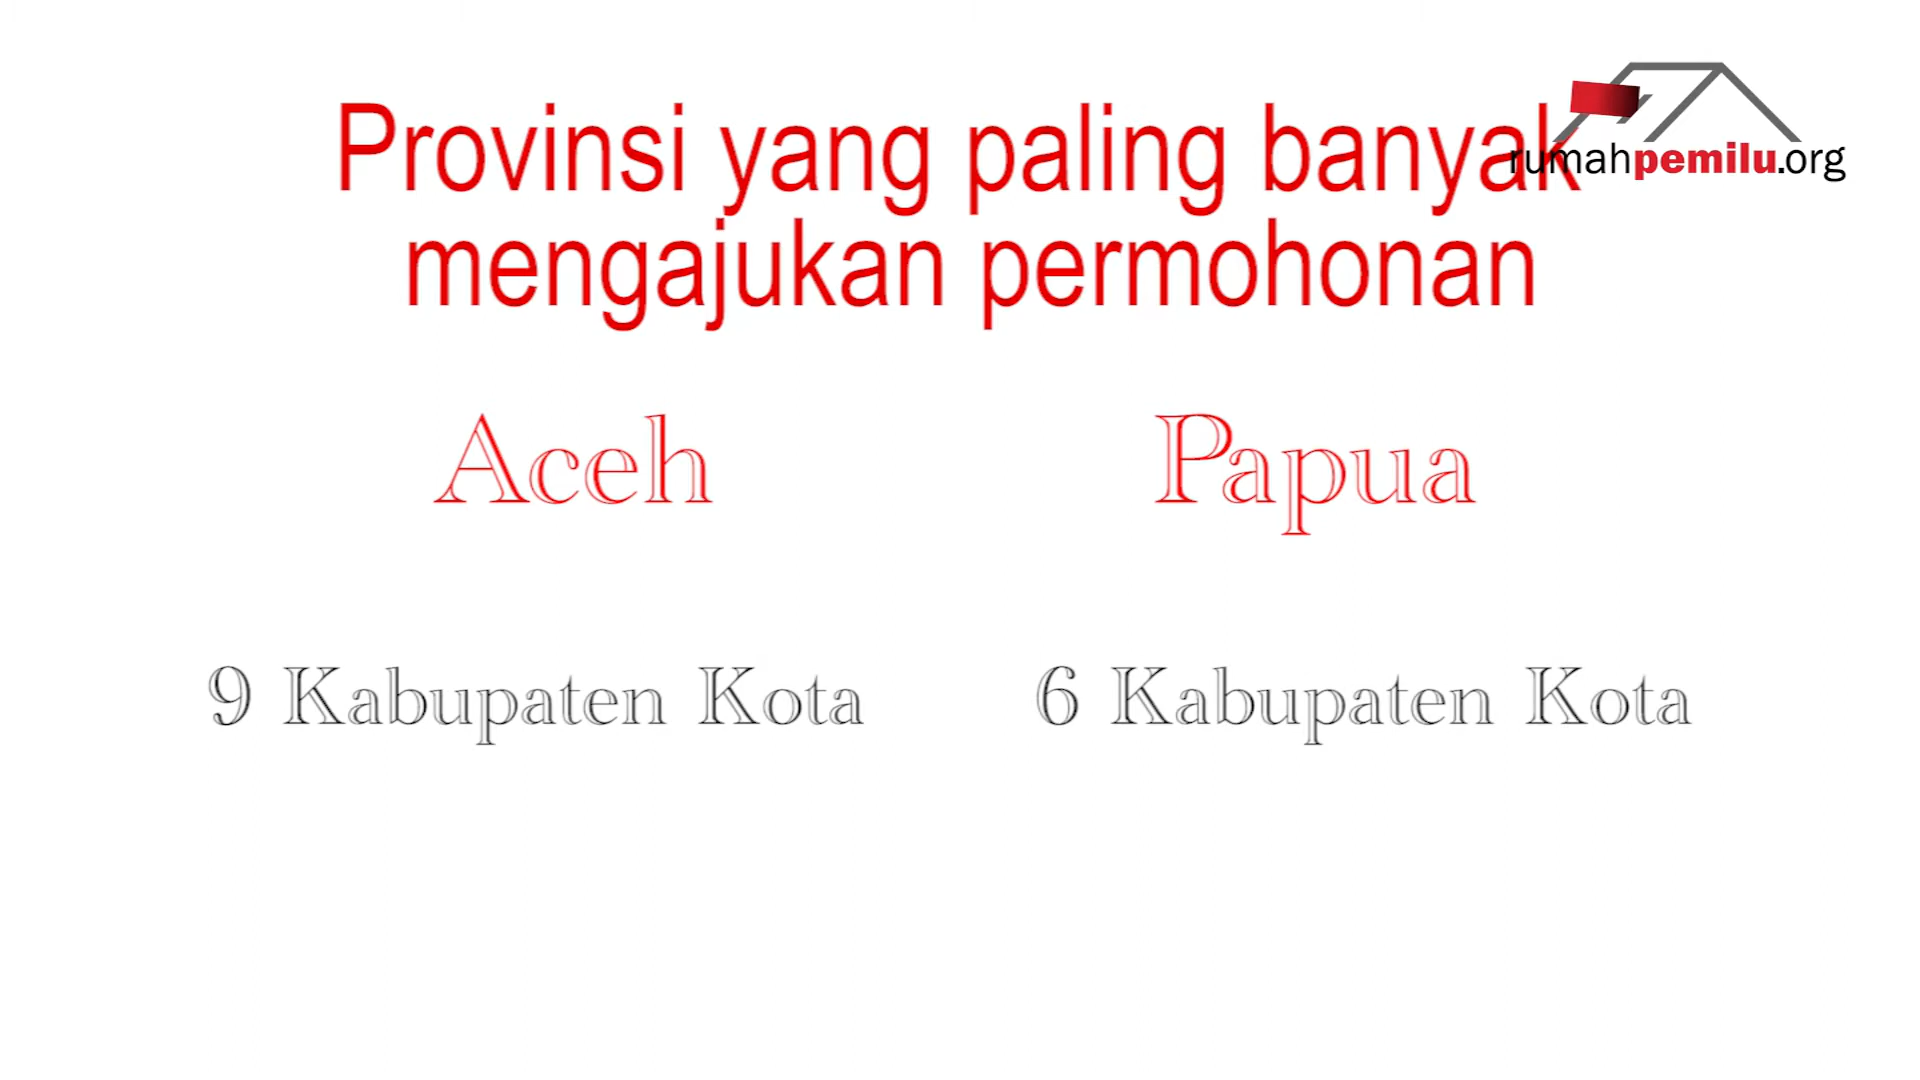 Provinsi yang paling banyak
rumahpemilu.org
mengajukan permohonan
Aceh
Papua
9 Kabupaten Kota
6 Kabupaten Kota